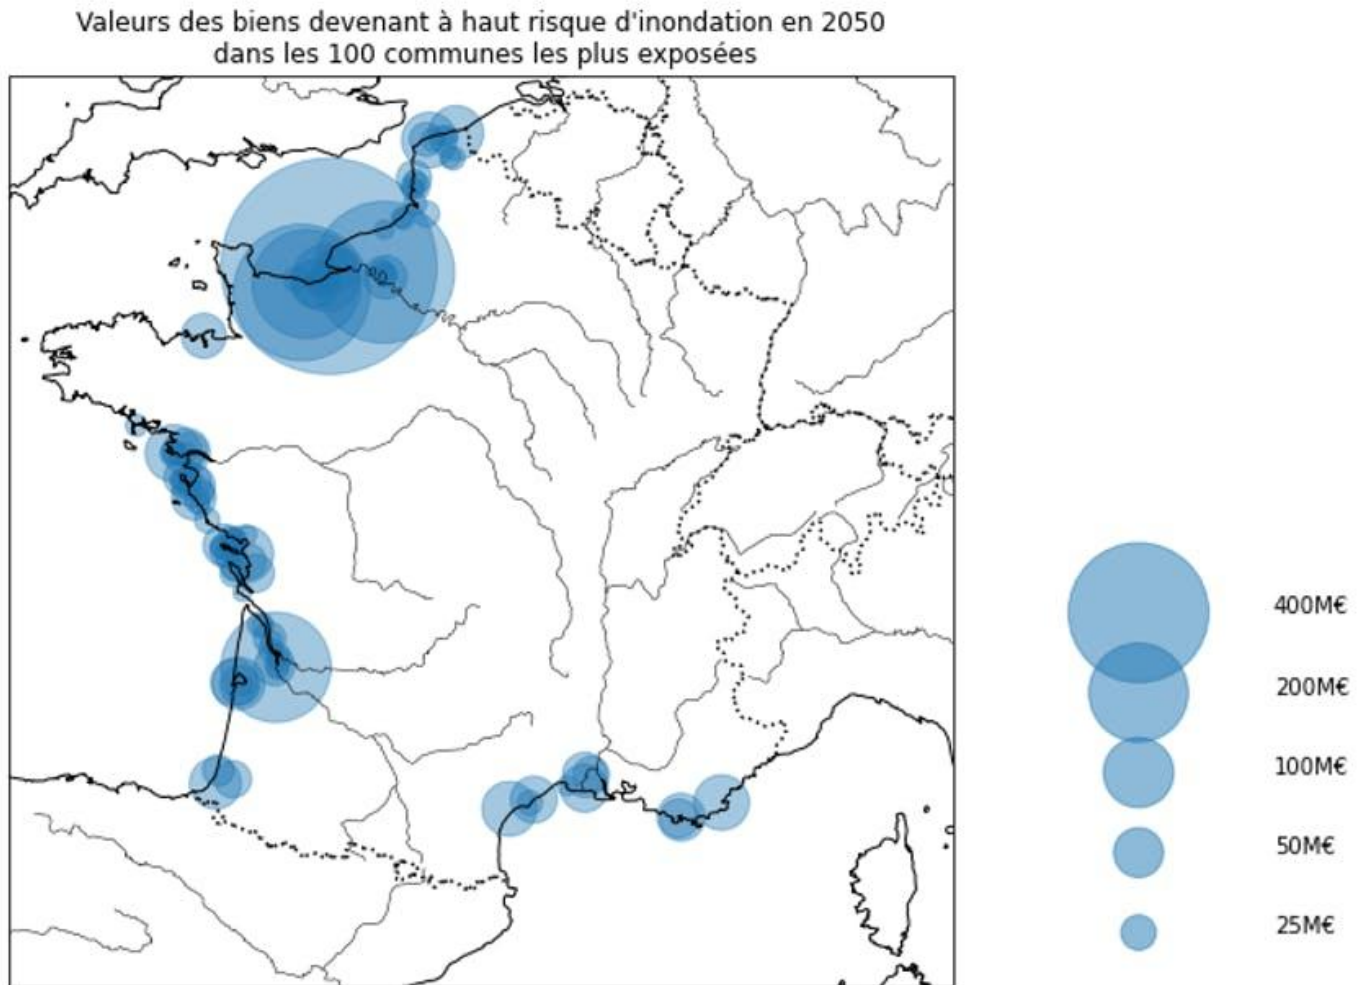 Valeurs des biens devenant à haut risque d'inondation en 2050
dans les 100 communes les plus exposées
400M€
200M€
100M€
50M€
25M€